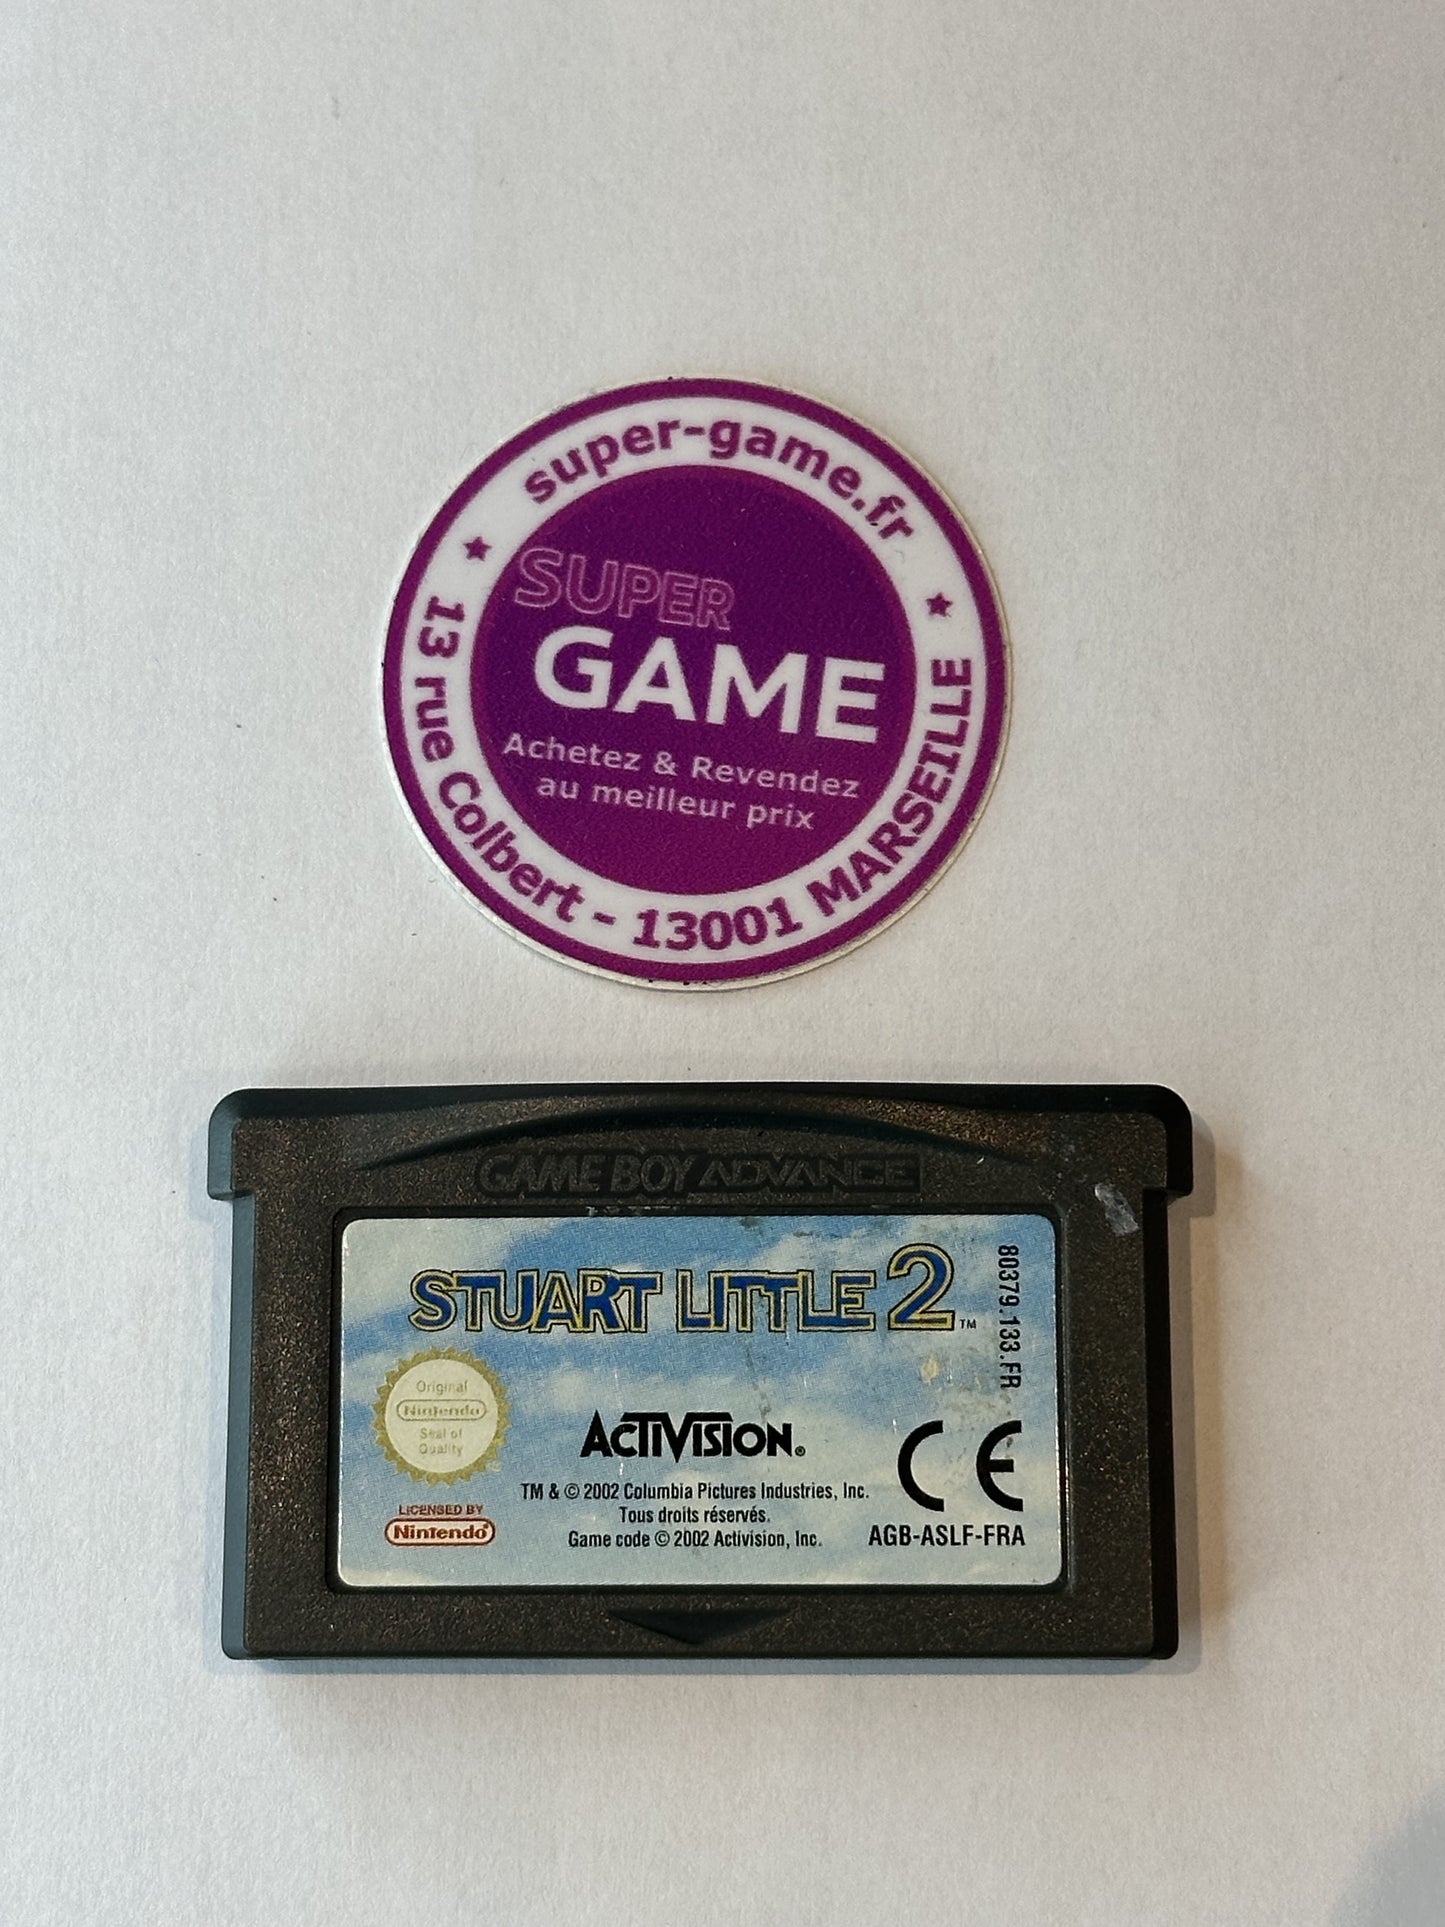 super-game.fr
SUPER
GAME
Achetez & Revendez
au meilleur prix
13 rue Colbert - 13001 MARSEILLE
GAME BOY ADVANCE
STUART LITTLE 2 ™
80379.133.FR
Original
Nintendo
Seal of
Quality
ACTIVISION®
CE
LICENSED BY
Nintendo
TM & © 2002 Columbia Pictures Industries, Inc.
Tous droits réservés.
Game code © 2002 Activision, Inc.
AGB-ASLF-FRA